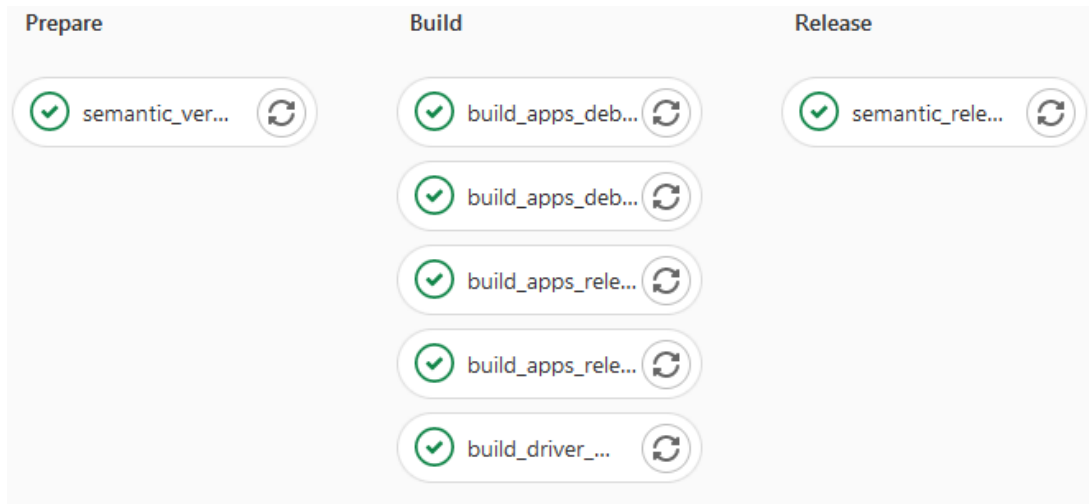 Prepare
semantic_ver...
Build
build_apps_deb...
build_apps_deb...
build_apps_rele...
build_apps_rele...
build_driver_...
Release
semantic_rele...